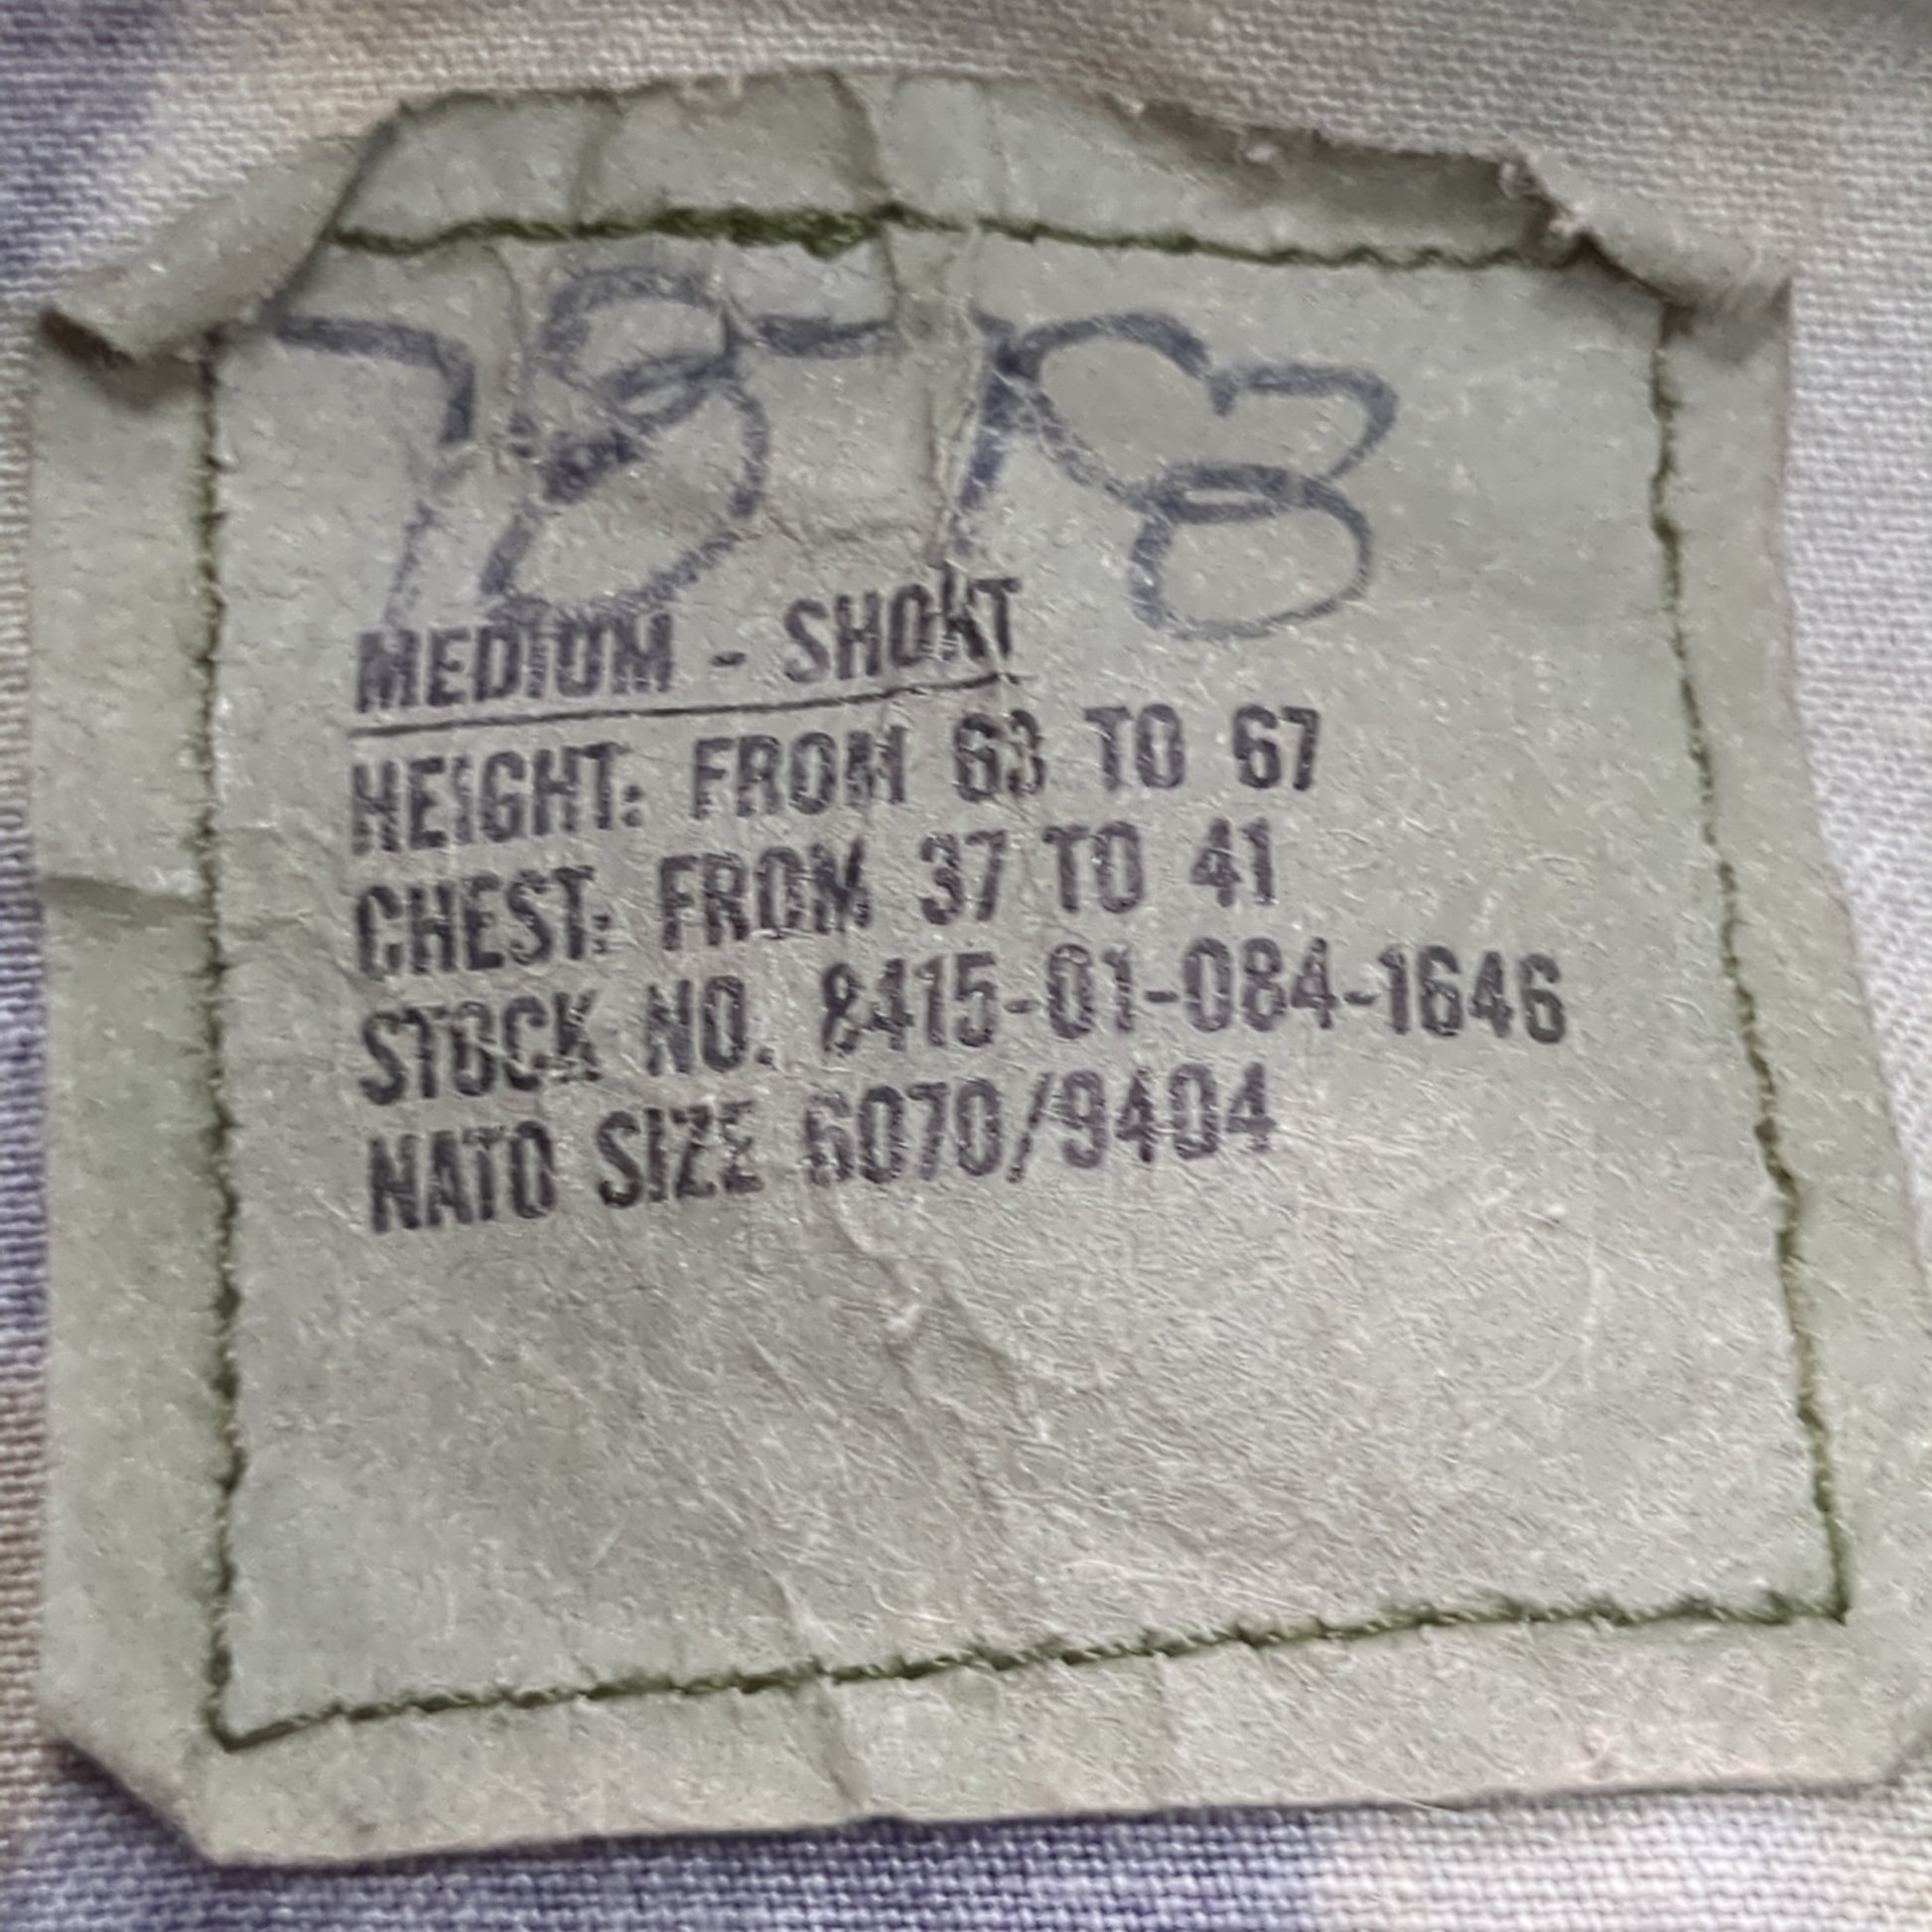 MEDIUM - SHORT
HEIGHT: FROM 63 TO 67
CHEST: FROM 37 TO 41
STOCK NO. 8415-01-084-1646
NATO SIZE 6070/9404